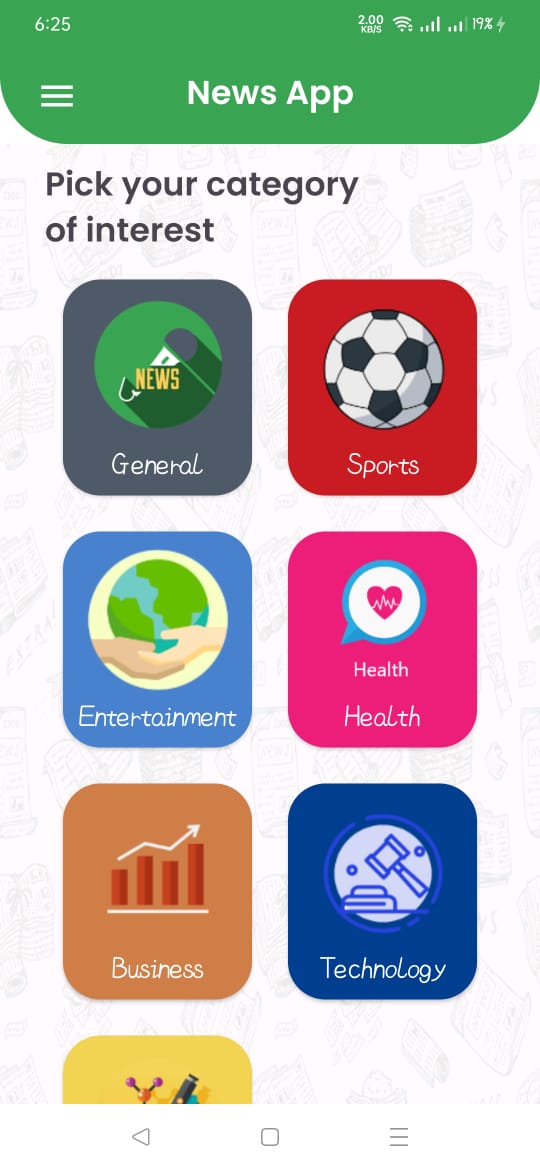 6:25
2.00
KB/S
19%
News App
Pick your category
of interest
NEWS
General
Sports
Entertainment
Health
Health
Business
Technology